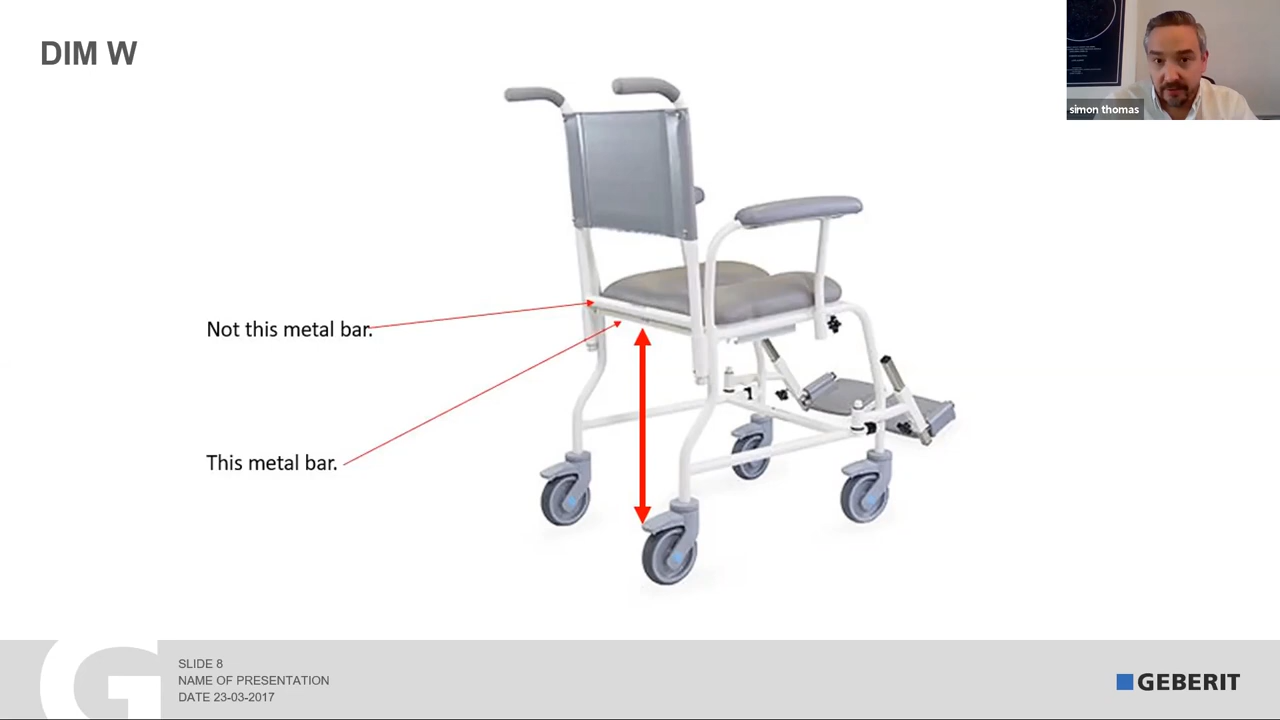 DIM W
simon thomas
Not this metal bar.
This metal bar.
SLIDE 8
NAME OF PRESENTATION
DATE 23-03-2017
GEBERIT